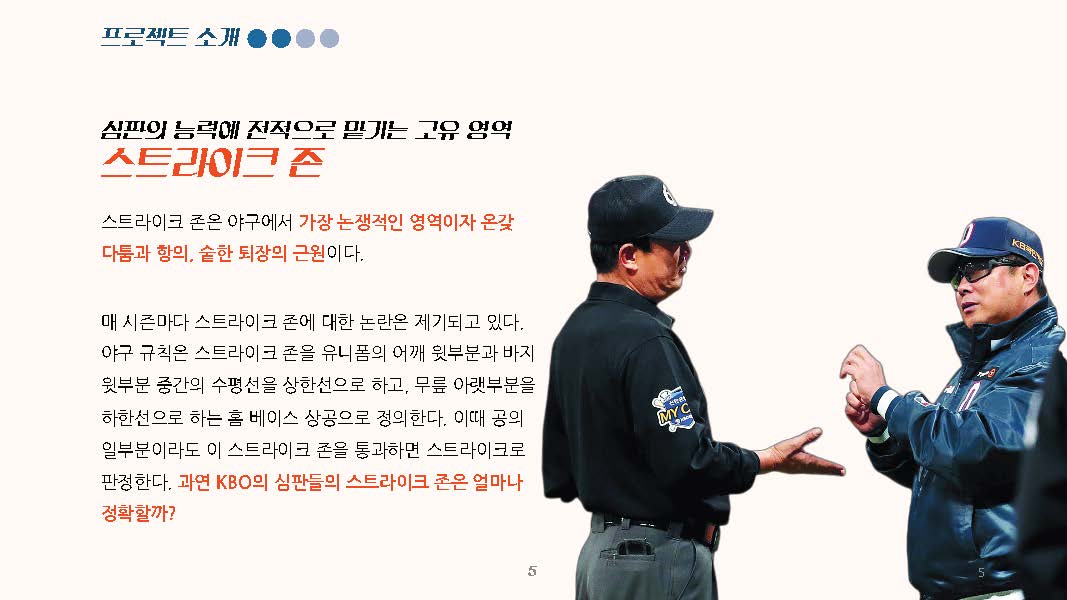 프로젝트 소개
심판의 능력에 전적으로 맡기는 고유 영역
스트라이크 존
스트라이크 존은 야구에서 가장 논쟁적인 영역이자 온갖
다툼과 항의, 숱한 퇴장의 근원이다.
매 시즌마다 스트라이크 존에 대한 논란은 제기되고 있다.
야구 규칙은 스트라이크 존을 유니폼의 어깨 윗부분과 바지
윗부분 중간의 수평선을 상한선으로 하고, 무릎 아랫부분을
하한선으로 하는 홈 베이스 상공으로 정의한다. 이때 공의
일부분이라도 이 스트라이크 존을 통과하면 스트라이크로
판정한다. 과연 KBO의 심판들의 스트라이크 존은 얼마나
정확할까?
6
D
MY C
5
5